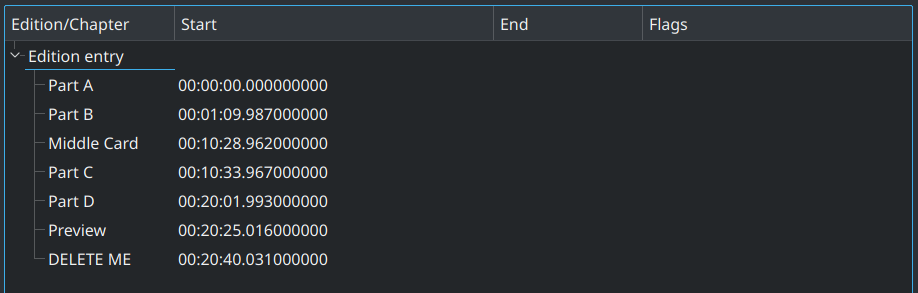 Edition/Chapter Start End Flags
Edition entry
Part A 00:00:00.000000000
Part B 00:01:09.987000000
Middle Card 00:10:28.962000000
Part C 00:10:33.967000000
Part D 00:20:01.993000000
Preview 00:20:25.016000000
DELETE ME 00:20:40.031000000